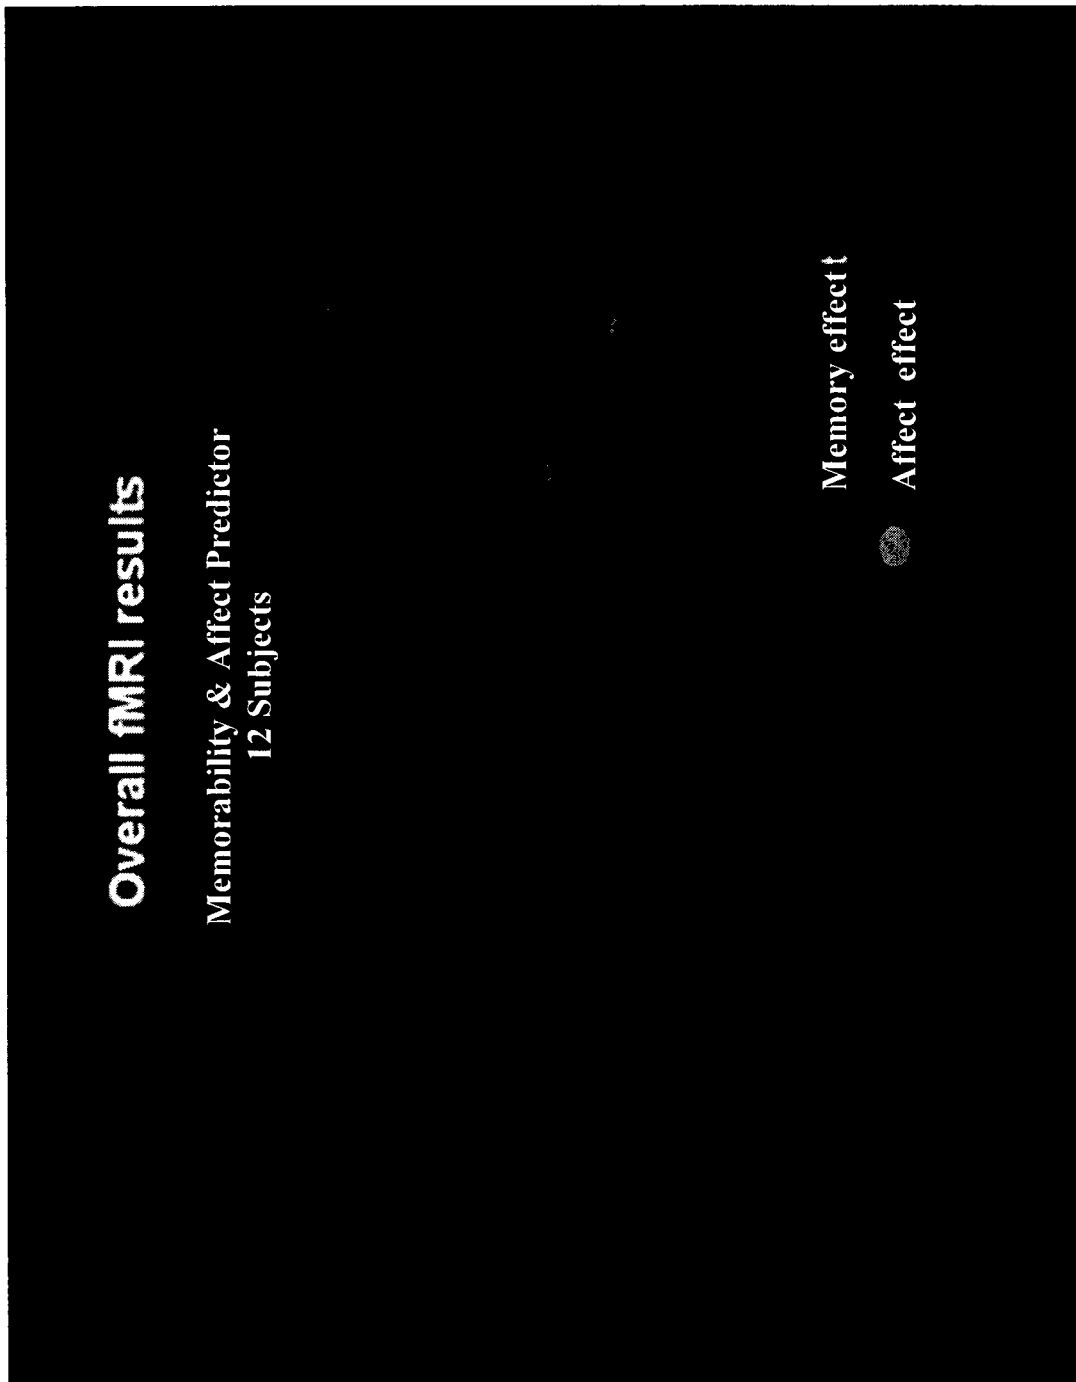 Overall fMRI results
Memorability & Affect Predictor
12 Subjects
Memory effect t
Affect effect